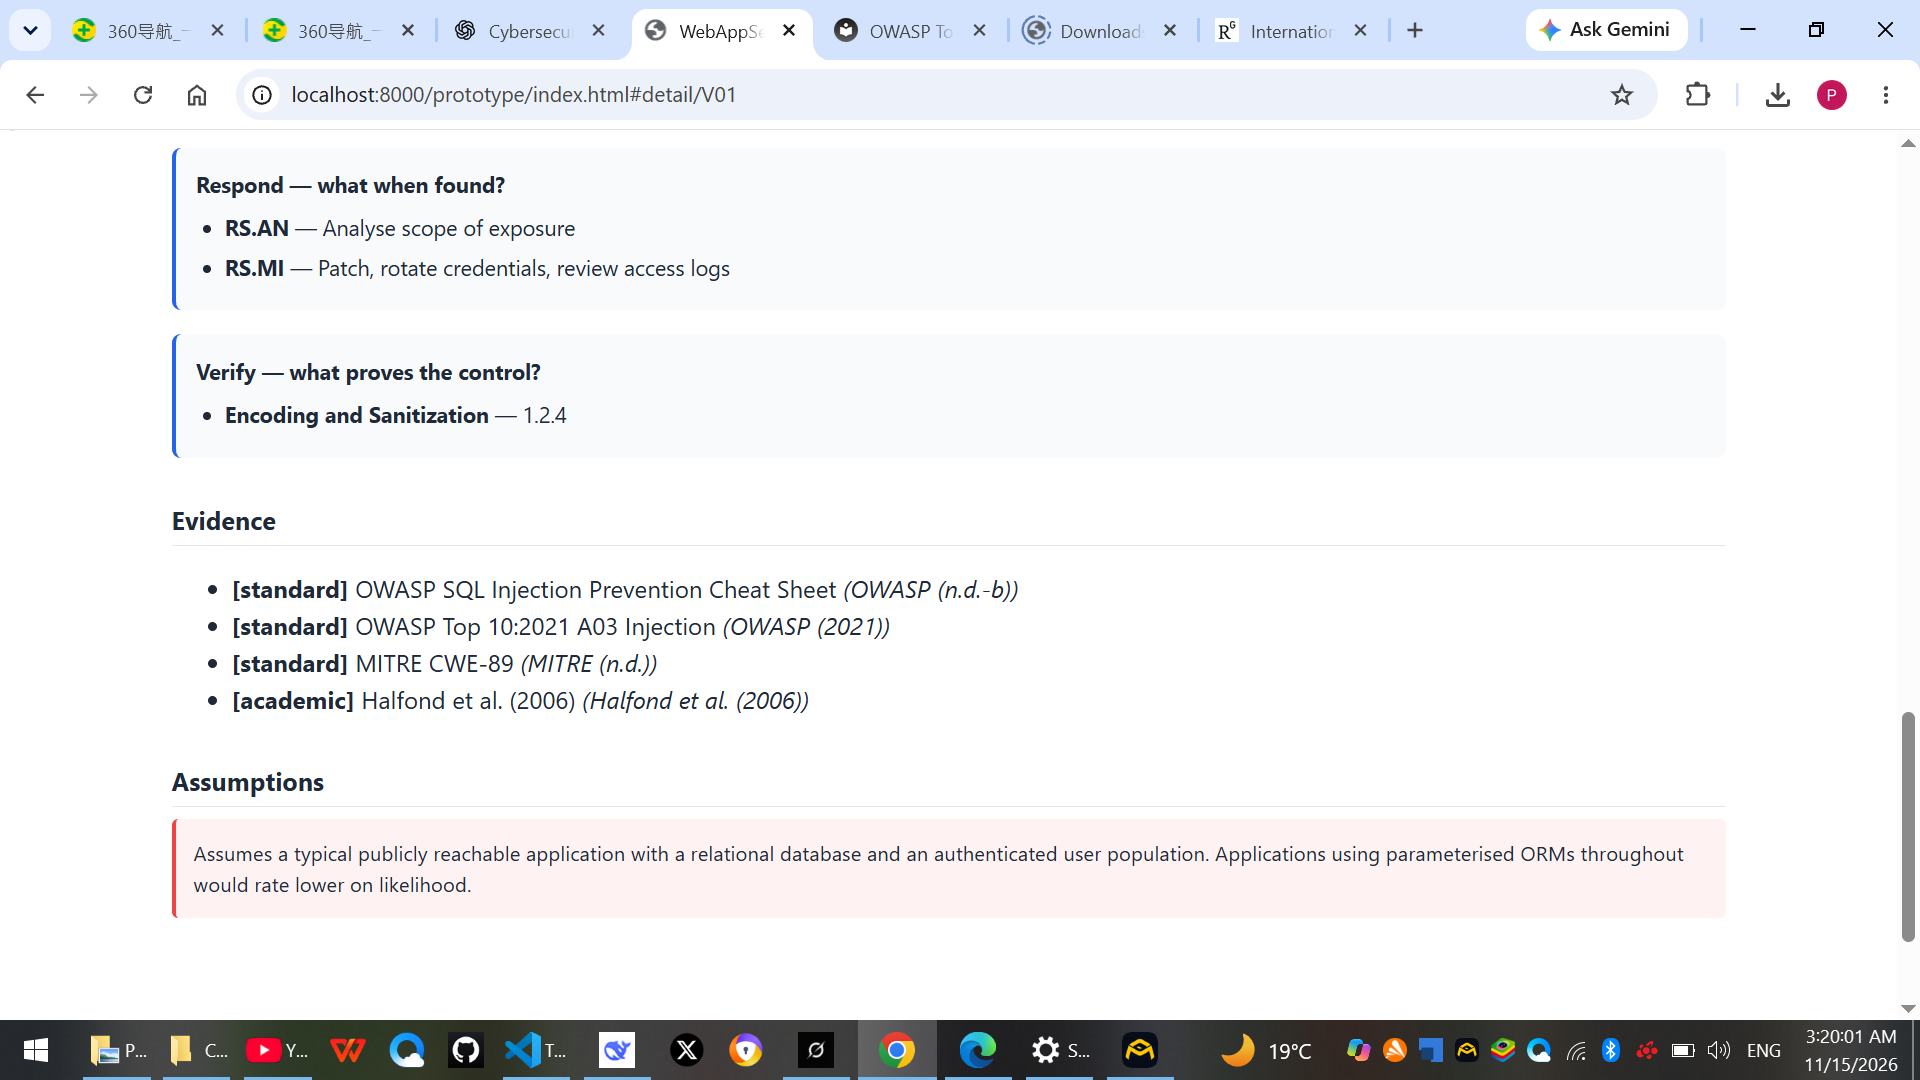 360导航_一
360导航_一
Cybersecu
WebAppSe
OWASP To
Download
Internation
Ask Gemini
localhost:8000/prototype/index.html#detail/V01
P
Respond — what when found?
RS.AN — Analyse scope of exposure
RS.MI — Patch, rotate credentials, review access logs
Verify — what proves the control?
Encoding and Sanitization — 1.2.4
Evidence
[standard] OWASP SQL Injection Prevention Cheat Sheet (OWASP (n.d.-b))
[standard] OWASP Top 10:2021 A03 Injection (OWASP (2021))
[standard] MITRE CWE-89 (MITRE (n.d.))
[academic] Halfond et al. (2006) (Halfond et al. (2006))
Assumptions
Assumes a typical publicly reachable application with a relational database and an authenticated user population. Applications using parameterised ORMs throughout
would rate lower on likelihood.
P...
C...
Y...
T...
S...
19°C
ENG
3:20:01 AM
11/15/2026